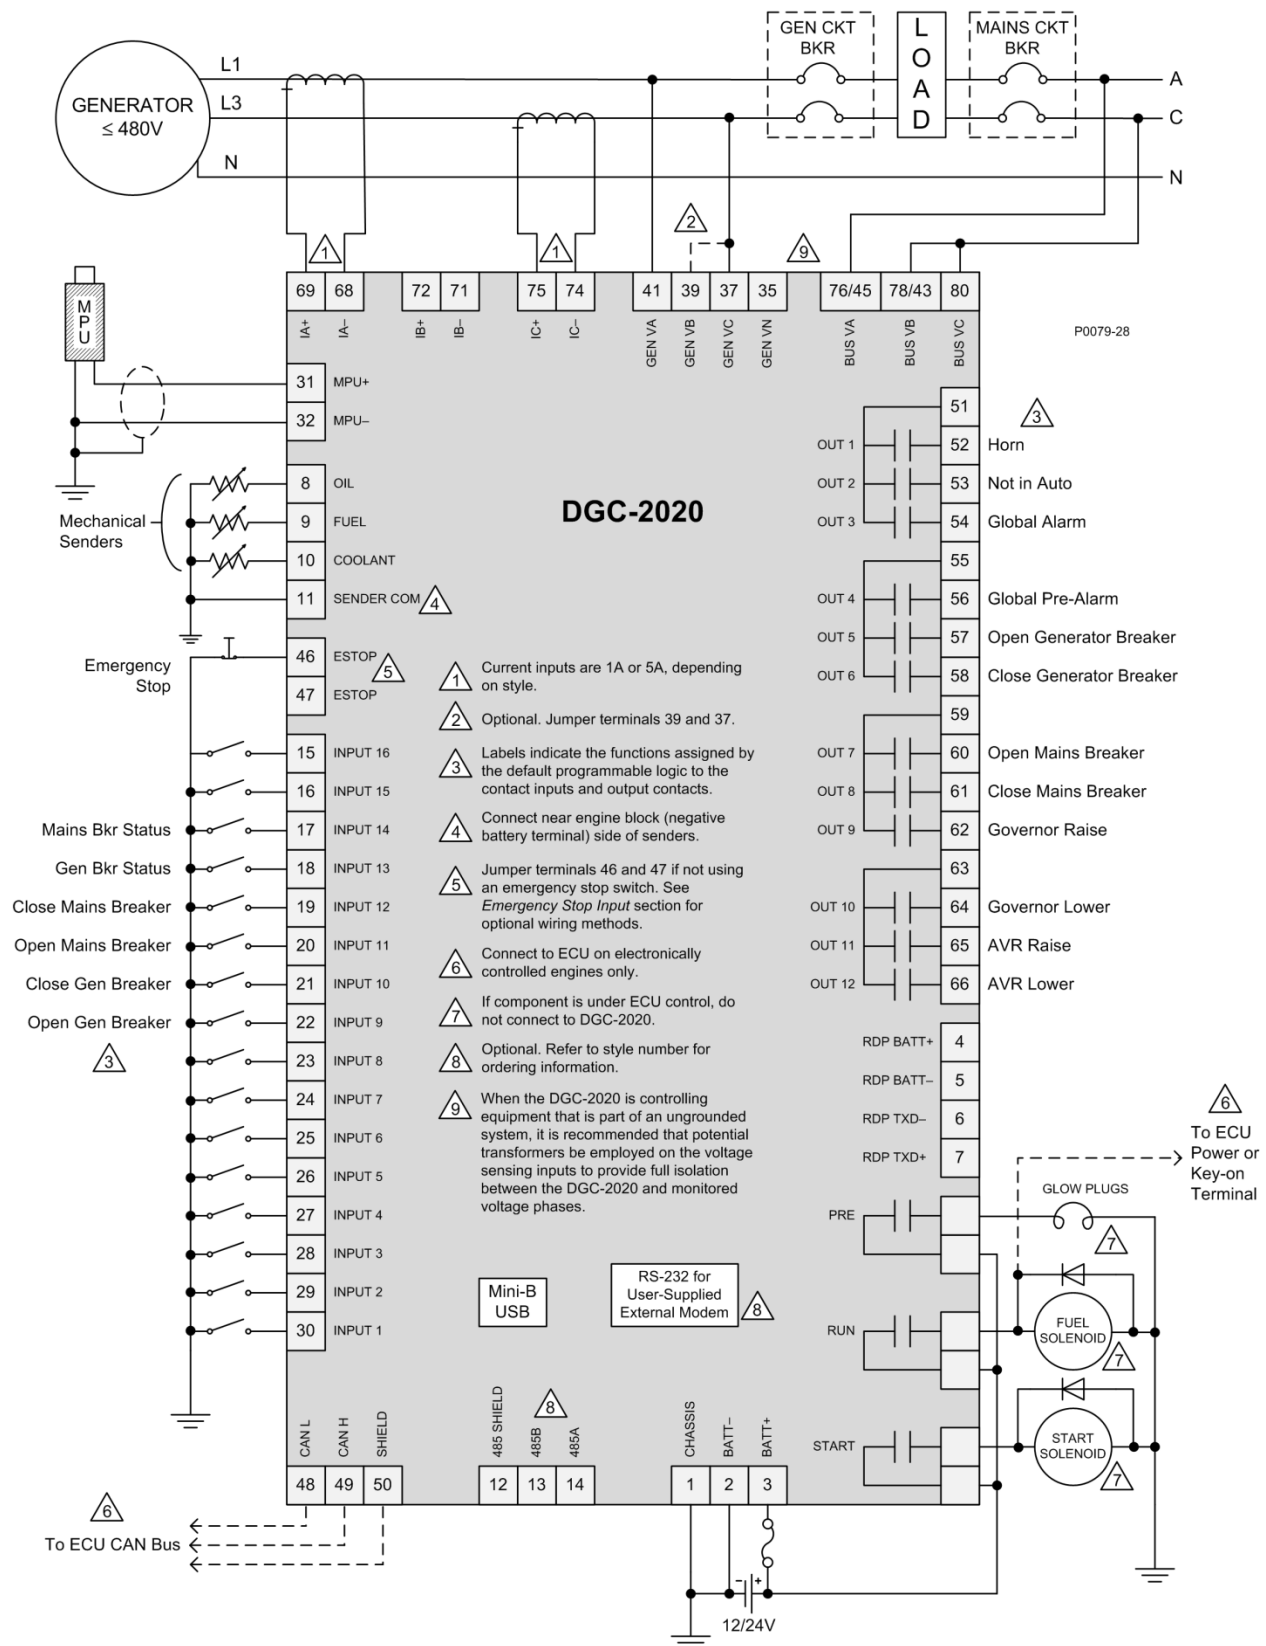 GEN CKT
BKR
LOAD
MAINS CKT
BKR
L1
A
L3
C
GENERATOR
≤ 480V
N
N
2
1
1
9
69 68 72 71 75 74 41 39 37 35 76/45 78/43 80
IA+ IA– IB+ IB– IC+ IC– GEN VA GEN VB GEN VC GEN VN BUS VA BUS VB BUS VC
P0079-28
MPU
31 MPU+
32 MPU–
8 OIL
9 FUEL
10 COCOLANT
11 SENDER COM 4
Mechanical
Senders
DGC-2020
51
3
OUT 1 52 Horn
OUT 2 53 Not in Auto
OUT 3 54 Global Alarm
55
OUT 4 56 Global Pre-Alarm
OUT 5 57 Open Generator Breaker
OUT 6 58 Close Generator Breaker
59
OUT 7 60 Open Mains Breaker
OUT 8 61 Close Mains Breaker
OUT 9 62 Governor Raise
63
OUT 10 64 Governor Lower
OUT 11 65 AVR Raise
OUT 12 66 AVR Lower
RDP BATT+ 4
RDP BATT– 5
RDP TXD– 6
RDP TXD+ 7
Emergency
Stop
46 ESTOP
5
47 ESTOP
15 INPUT 16
16 INPUT 15
Mains Bkr Status 17 INPUT 14
Gen Bkr Status 18 INPUT 13
Close Mains Breaker 19 INPUT 12
Open Mains Breaker 20 INPUT 11
Close Gen Breaker 21 INPUT 10
Open Gen Breaker 22 INPUT 9
3
23 INPUT 8
24 INPUT 7
25 INPUT 6
26 INPUT 5
27 INPUT 4
28 INPUT 3
29 INPUT 2
30 INPUT 1
1 Current inputs are 1A or 5A, depending
on style.
2 Optional. Jumper terminals 39 and 37.
3 Labels indicate the functions assigned by
the default programmable logic to the
contact inputs and output contacts.
4 Connect near engine block (negative
battery terminal) side of senders.
5 Jumper terminals 46 and 47 if not using
an emergency stop switch. See
Emergency Stop Input section for
optional wiring methods.
6 Connect to ECU on electronically
controlled engines only.
7 If component is under ECU control, do
not connect to DGC-2020.
8 Optional. Refer to style number for
ordering information.
9 When the DGC-2020 is controlling
equipment that is part of an ungrounded
system, it is recommended that potential
transformers be employed on the voltage
sensing inputs to provide full isolation
between the DGC-2020 and monitored
voltage phases.
6
To ECU
Power or
Key-on
Terminal
GLOW PLUGS
PRE
7
RUN
FUEL
SOLENOID
7
START
START
SOLENOID
7
Mini-B
USB
RS-232 for
User-Supplied
External Modem
8
8
CAN L CAN H SHIELD 485 SHIELD 485B 485A CHASSIS BATT– BATT+
48 49 50 12 13 14 1 2 3
6
To ECU CAN Bus
- +
12/24V